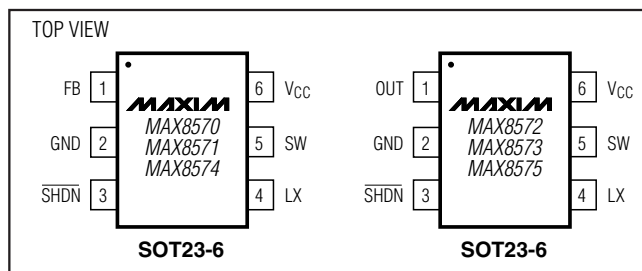 TOP VIEW
FB 1 6 VCC
MAXIM
GND 2 MAX8570 5 SW
MAX8571
MAX8574
SHDN 3 4 LX
SOT23-6
OUT 1 6 VCC
MAXIM
GND 2 MAX8572 5 SW
MAX8573
MAX8575
SHDN 3 4 LX
SOT23-6